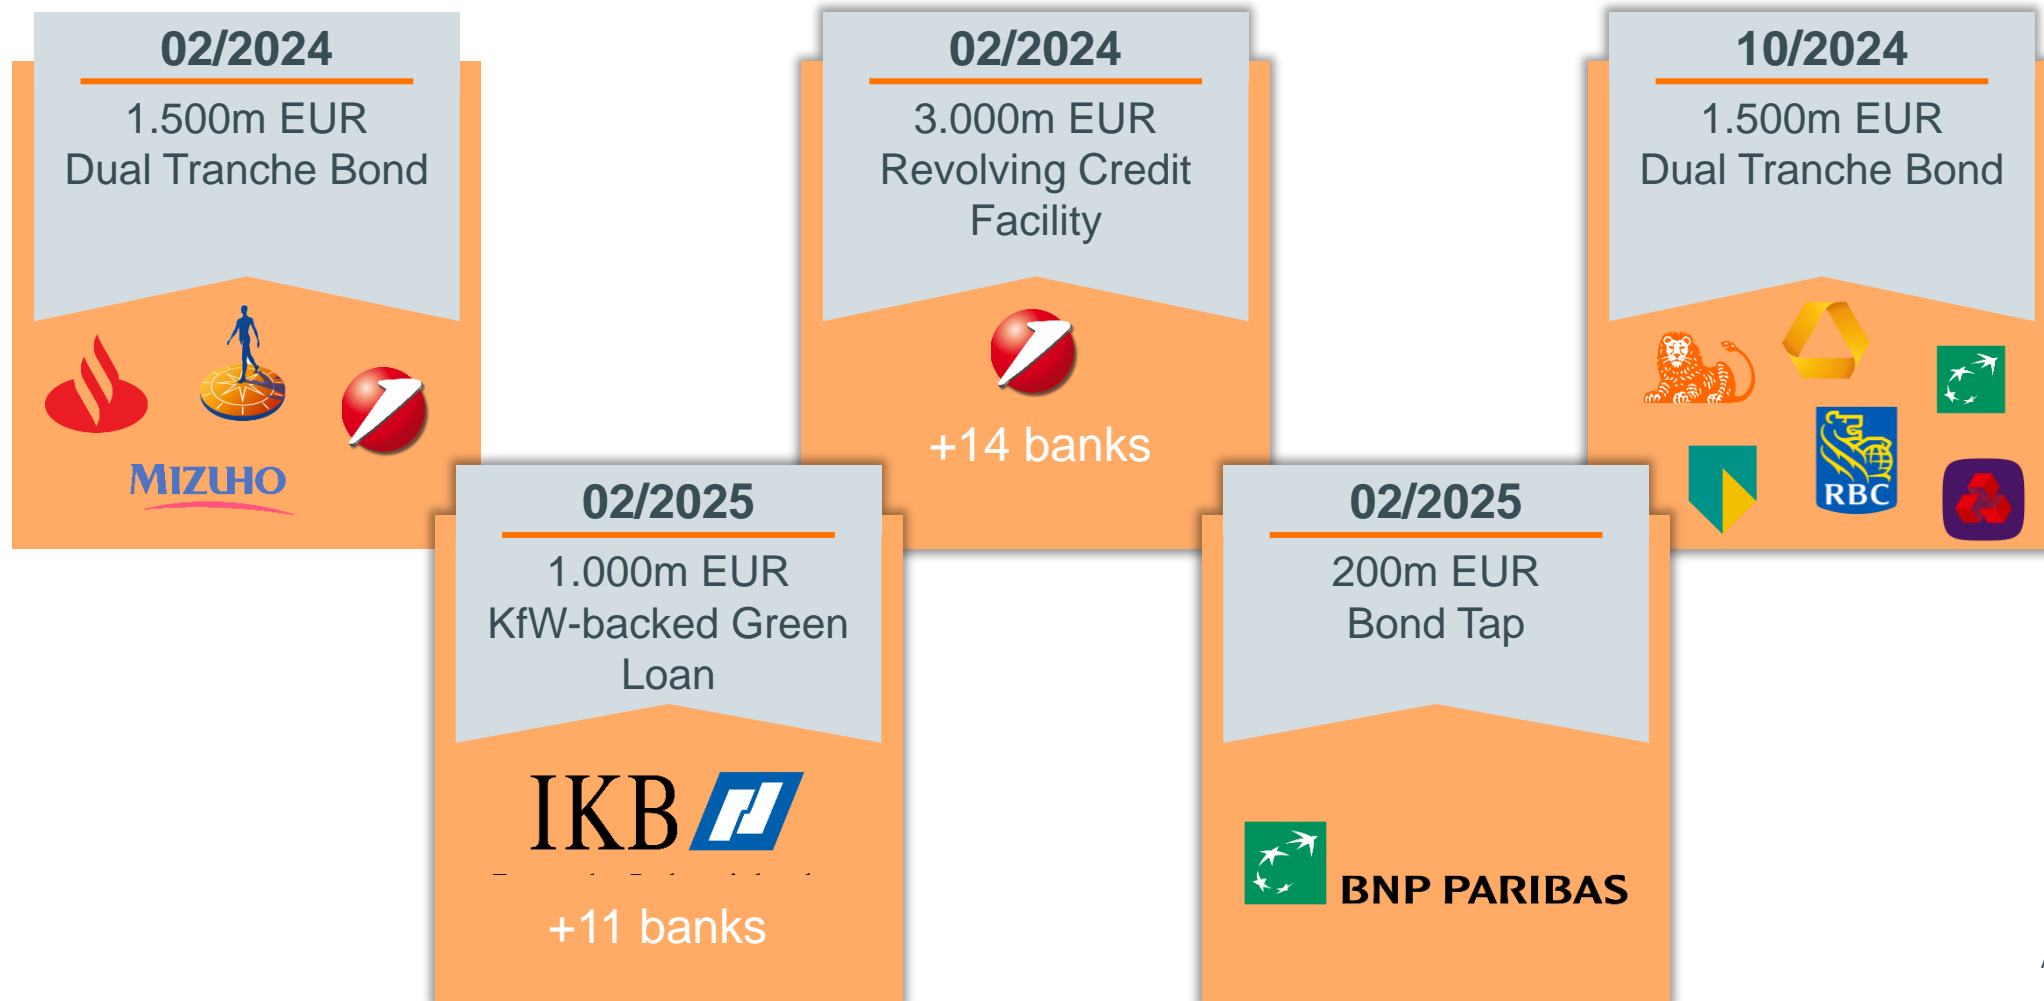 02/2024
1.500m EUR
Dual Tranche Bond
MIZUHO
02/2024
3.000m EUR
Revolving Credit
Facility
+14 banks
10/2024
1.500m EUR
Dual Tranche Bond
RBC
02/2025
1.000m EUR
KfW-backed Green
Loan
IKB
+11 banks
02/2025
200m EUR
Bond Tap
BNP PARIBAS